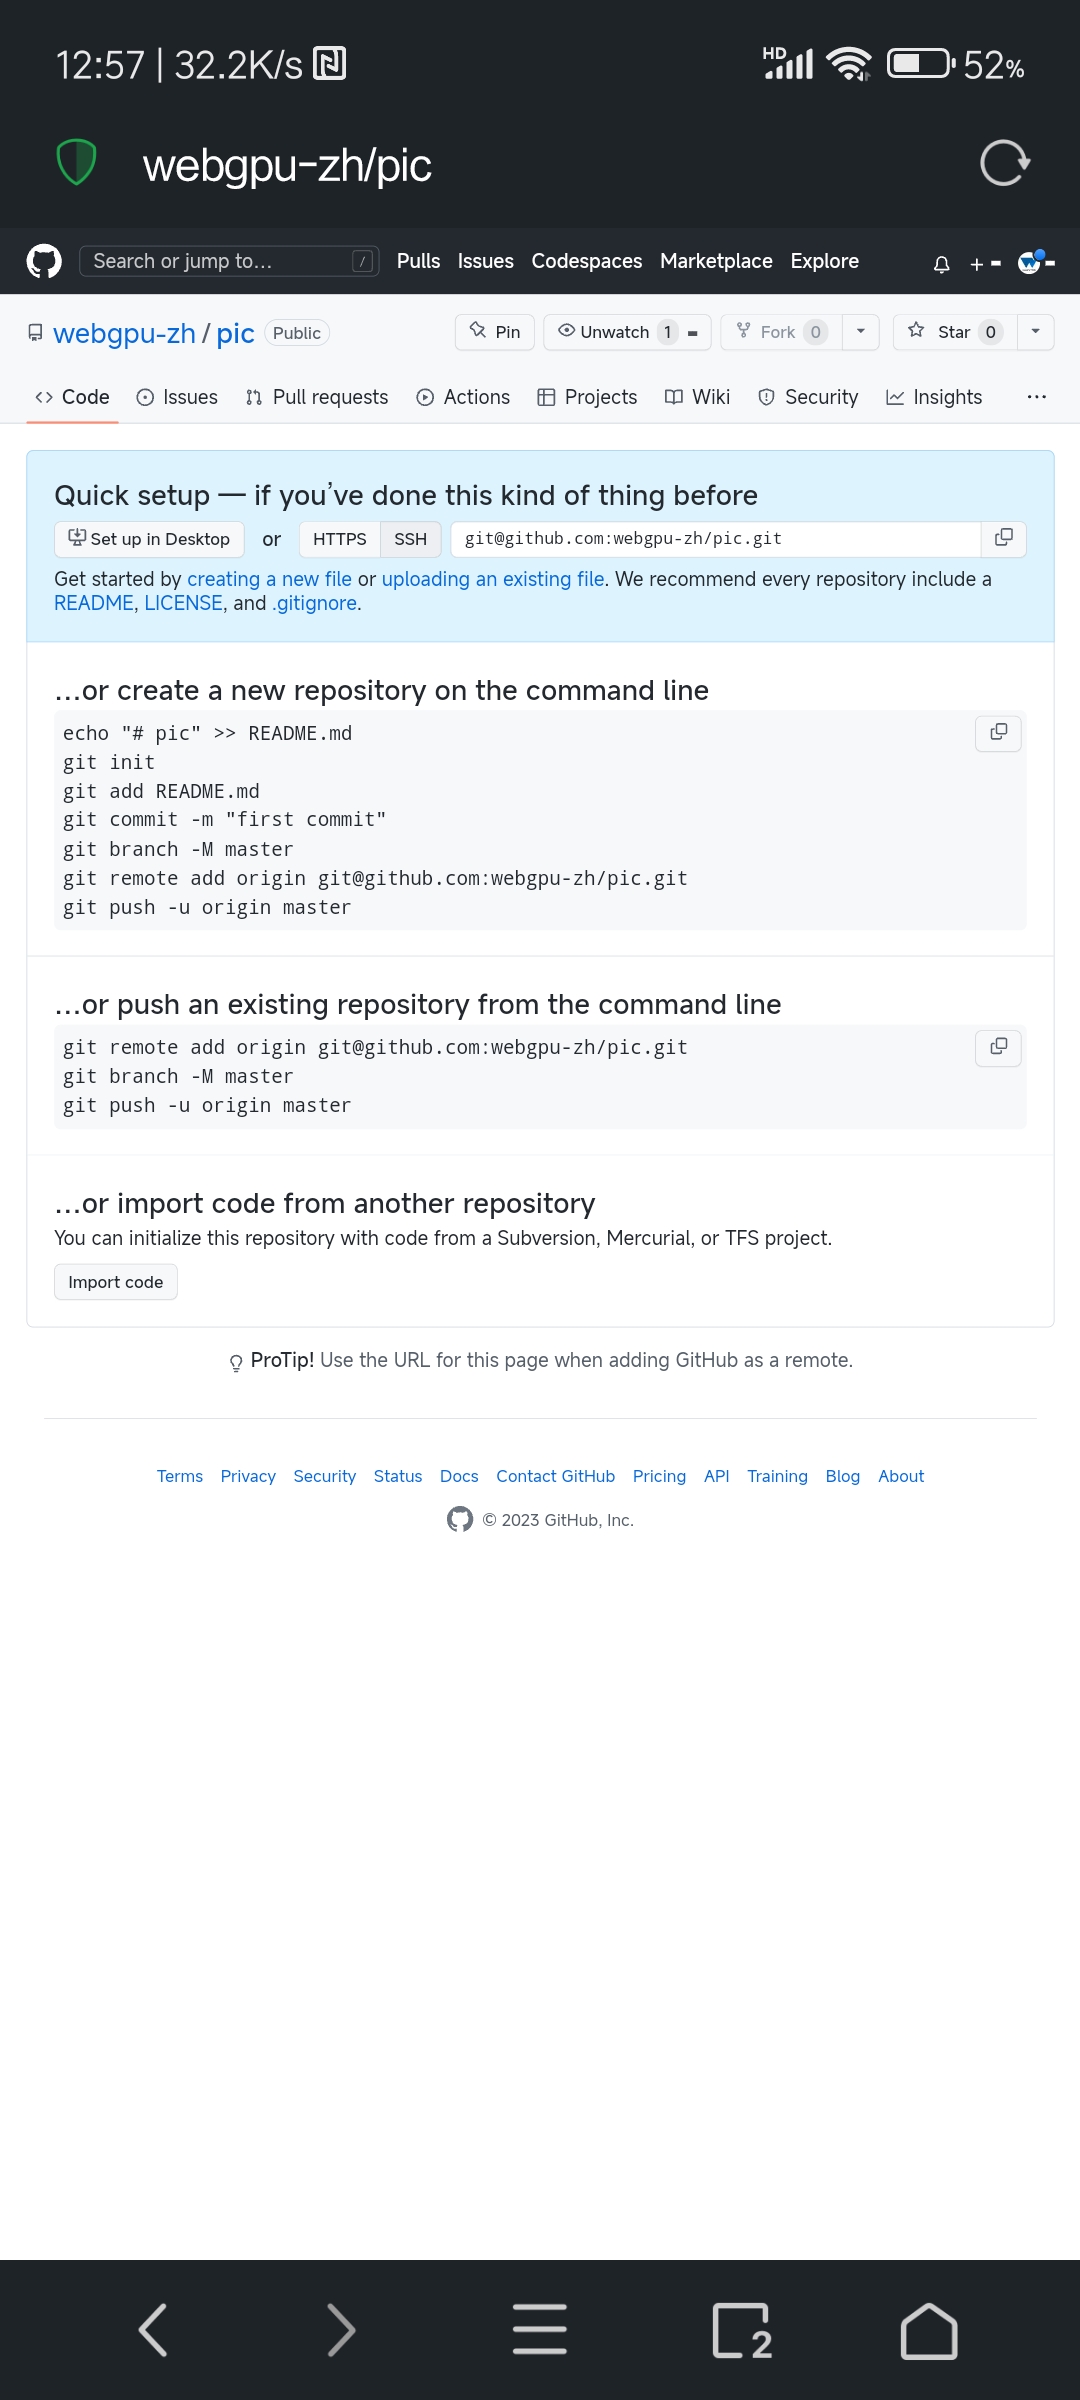 12:57 | 32.2K/s HD 52%
webgpu-zh/pic
Search or jump to... / Pulls Issues Codespaces Marketplace Explore
webgpu-zh / pic Public Pin Unwatch 1 Fork 0 Star 0
Code Issues Pull requests Actions Projects Wiki Security Insights ...
Quick setup — if you’ve done this kind of thing before
Set up in Desktop or HTTPS SSH git@github.com:webgpu-zh/pic.git
Get started by creating a new file or uploading an existing file. We recommend every repository include a
README, LICENSE, and .gitignore.
…or create a new repository on the command line
echo "# pic" >> README.md
git init
git add README.md
git commit -m "first commit"
git branch -M master
git remote add origin git@github.com:webgpu-zh/pic.git
git push -u origin master
…or push an existing repository from the command line
git remote add origin git@github.com:webgpu-zh/pic.git
git branch -M master
git push -u origin master
…or import code from another repository
You can initialize this repository with code from a Subversion, Mercurial, or TFS project.
Import code
ProTip! Use the URL for this page when adding GitHub as a remote.
Terms Privacy Security Status Docs Contact GitHub Pricing API Training Blog About
© 2023 GitHub, Inc.
2